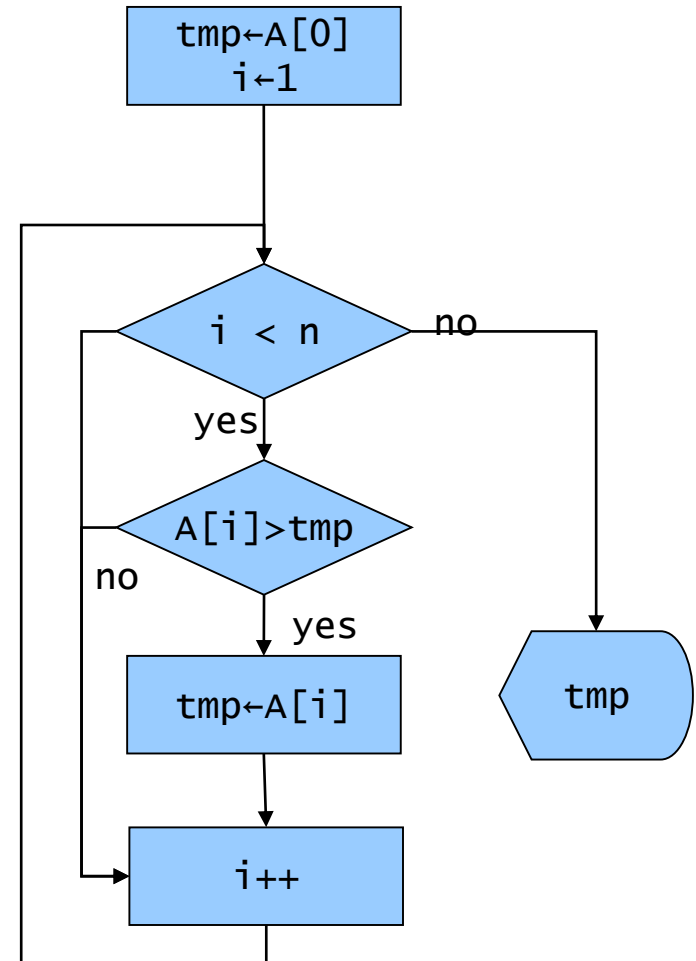 tmp←A[0]
i←1
i < n
no
yes
A[i]>tmp
no
yes
tmp←A[i]
tmp
i++